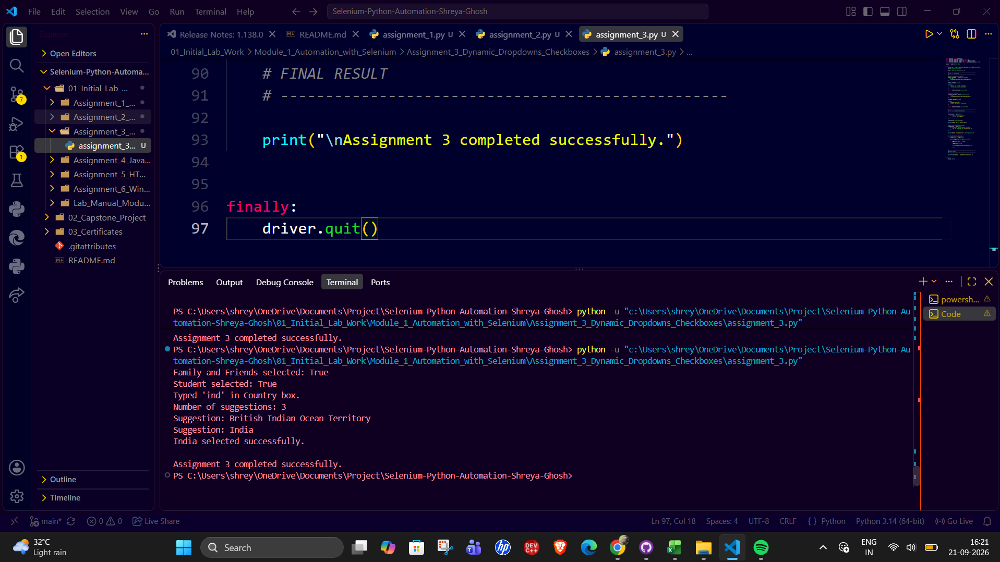 File Edit Selection View Go Run Terminal Help
Selenium-Python-Automation-Shreya-Ghosh
Explorer
Open Editors
Selenium-Python-Automa...
01_Initial_Lab_...
Assignment_1_...
Assignment_2_...
Assignment_3_...
assignment_3... U
Assignment_4_Java...
Assignment_5_HT...
Assignment_6_Win...
Lab_Manual_Modu...
02_Capstone_Project
03_Certificates
.gitattributes
README.md
Outline
Timeline
7
1
Release Notes: 1.138.0 README.md assignment_1.py U assignment_2.py U assignment_3.py U
01_Initial_Lab_Work > Module_1_Automation_with_Selenium > Assignment_3_Dynamic_Dropdowns_Checkboxes > assignment_3.py > ...
90 # FINAL RESULT
91 # --------------------------------------------------
92
93 print("\nAssignment 3 completed successfully.")
94
95
96 finally:
97 driver.quit()
Problems Output Debug Console Terminal Ports
powersh...
Code
PS C:\Users\shrey\OneDrive\Documents\Project\Selenium-Python-Automation-Shreya-Ghosh> python -u "c:\Users\shrey\OneDrive\Documents\Project\Selenium-Python-Au
tomation-Shreya-Ghosh\01_Initial_Lab_Work\Module_1_Automation_with_Selenium\Assignment_3_Dynamic_Dropdowns_Checkboxes\assignment_3.py"
Assignment 3 completed successfully.
PS C:\Users\shrey\OneDrive\Documents\Project\Selenium-Python-Automation-Shreya-Ghosh> python -u "c:\Users\shrey\OneDrive\Documents\Project\Selenium-Python-Au
tomation-Shreya-Ghosh\01_Initial_Lab_Work\Module_1_Automation_with_Selenium\Assignment_3_Dynamic_Dropdowns_Checkboxes\assignment_3.py"
Family and Friends selected: True
Student selected: True
Typed 'ind' in Country box.
Number of suggestions: 3
Suggestion: British Indian Ocean Territory
Suggestion: India
India selected successfully.
Assignment 3 completed successfully.
PS C:\Users\shrey\OneDrive\Documents\Project\Selenium-Python-Automation-Shreya-Ghosh>
main* 0 0 Live Share
Ln 97, Col 18 Spaces: 4 UTF-8 CRLF { } Python Python 3.14 (64-bit) Go Live
32°C
Light rain
Search
hp
DEV
C++
ENG
IN
16:21
21-09-2026